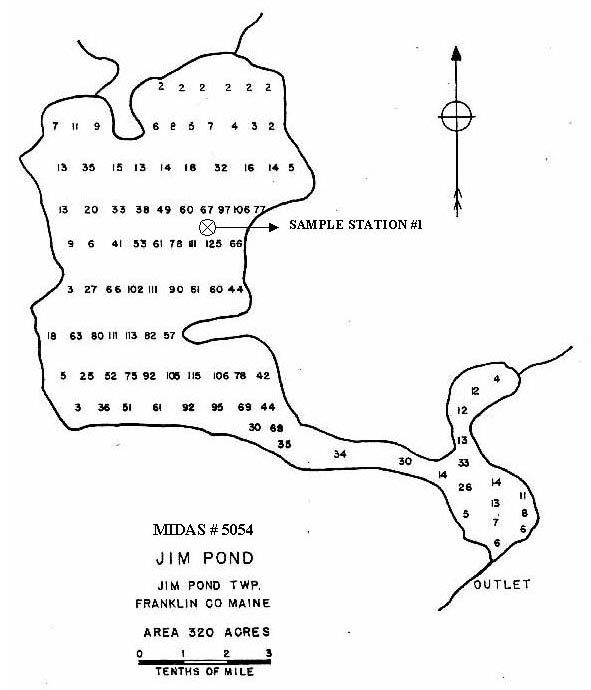 2 2 2 2 2 2
7 11 9 6 8 5 7 4 3 2
13 35 15 13 14 18 32 16 14 5
13 20 33 38 49 60 67 97 106 77
SAMPLE STATION #1
9 6 41 53 61 78 111 125 66
3 27 66 102 111 90 61 60 44
18 63 80 111 113 82 57
5 25 52 75 92 105 115 106 78 42
3 36 51 61 92 95 69 44
30 68
35
34
30
4
12
12
13
33
14
26
14
11
13
5
8
7
6
6
OUTLET
MIDAS # 5054
JIM POND
JIM POND TWP.
FRANKLIN CO MAINE
AREA 320 ACRES
0 1 2 3
TENTHS OF MILE